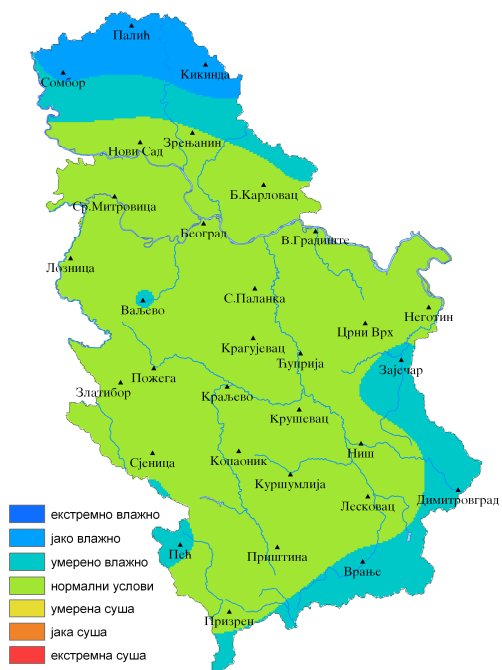 Палић
Сомбор
Кикинда
Зрењанин
Нови Сад
Б.Карловац
Ср.Митровица
Београд
В.Градиште
Лозница
С.Паланка
Ваљево
Неготин
Црни Врх
Крагујевац
Ћуприја
Зајечар
Пожега
Златибор
Краљево
Крушевац
Ниш
Сјеница
Копаоник
Куршумлија
Лесковац
Димитровград
Пећ
Приштина
Врање
Призрен
екстремно влажно
јако влажно
умерено влажно
нормални услови
умерена суша
јака суша
екстремна суша